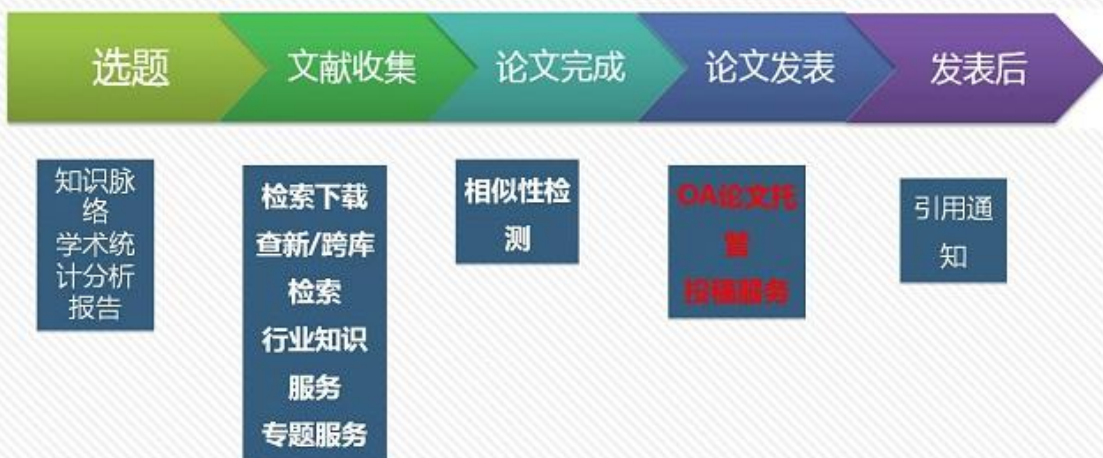 选题
文献收集
论文完成
论文发表
发表后
知识脉
络
学术统
计分析
报告
检索下载
查新/跨库
检索
行业知识
服务
专题服务
相似性检
测
OA论文托
管
投稿服务
引用通
知